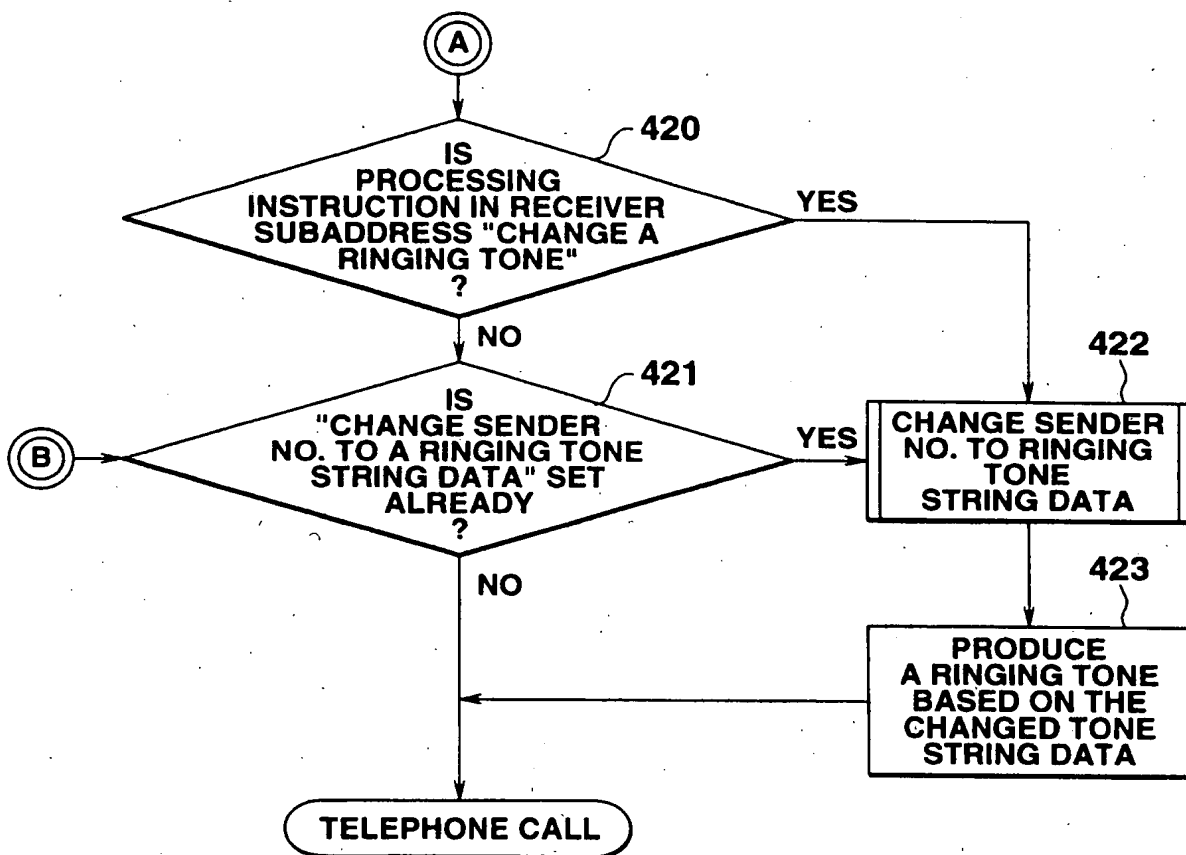 A
420
IS
PROCESSING
INSTRUCTION IN RECEIVER
SUBADDRESS "CHANGE A
RINGING TONE"
?
YES
NO
422
421
IS
"CHANGE SENDER
NO. TO A RINGING TONE
STRING DATA" SET
ALREADY
?
B
YES
CHANGE SENDER
NO. TO RINGING
TONE
STRING DATA
NO
423
PRODUCE
A RINGING TONE
BASED ON THE
CHANGED TONE
STRING DATA
TELEPHONE CALL